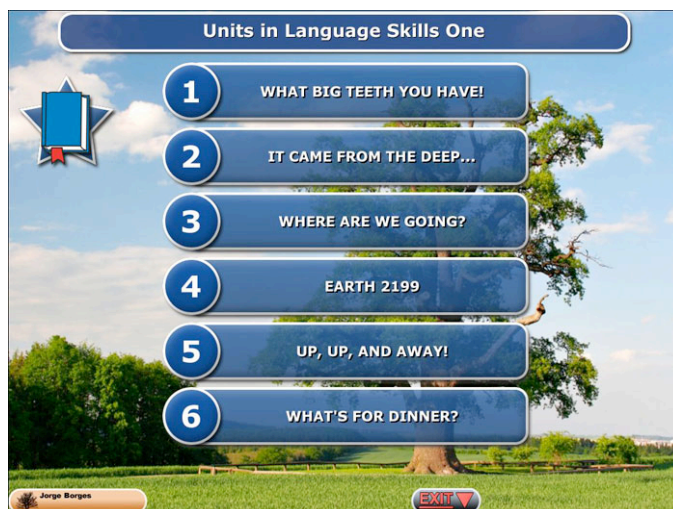 Units in Language Skills One
1 WHAT BIG TEETH YOU HAVE!
2 IT CAME FROM THE DEEP...
3 WHERE ARE WE GOING?
4 EARTH 2199
5 UP, UP, AND AWAY!
6 WHAT'S FOR DINNER?
Jorge Borges
EXIT